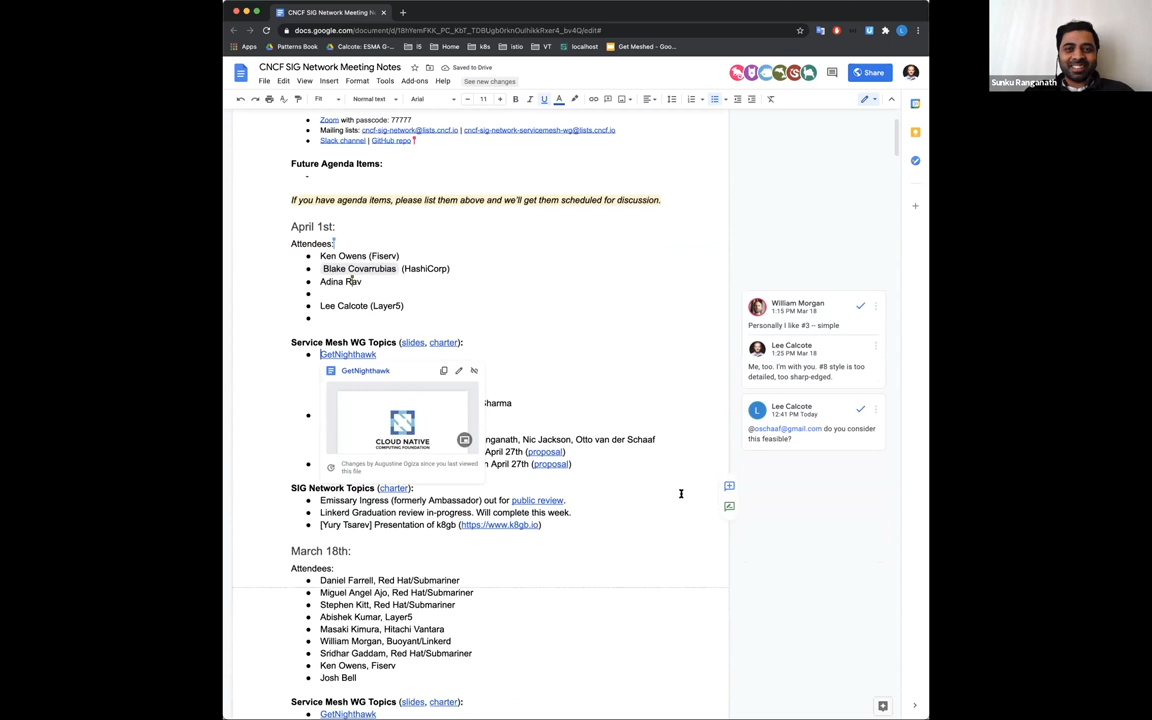 CNCF SIG Network Meeting No
docs.google.com/document/d/18hYemFKK_PC_KbT_TDBUgb0rknOulhikkRxer4_bv4Q/edit#
Apps
Patterns Book
Calcote: ESMA G-...
l5
Home
k8s
istio
VT
localhost
Get Meshed - Goo...
Sunku Ranganath
CNCF SIG Network Meeting Notes
Saved to Drive
File Edit View Insert Format Tools Add-ons Help
See new changes
Share
Fit
Normal text
Arial
11
Zoom with passcode: 77777
Mailing lists: cncf-sig-network@lists.cncf.io | cncf-sig-network-servicemesh-wg@lists.cncf.io
Slack channel | GitHub repo
Future Agenda Items:
-
If you have agenda items, please list them above and we'll get them scheduled for discussion.
April 1st:
Attendees:
Ken Owens (Fiserv)
Blake Covarrubias (HashiCorp)
Adina Rav
Lee Calcote (Layer5)
Service Mesh WG Topics (slides, charter):
GetNighthawk
GetNighthawk
CLOUD NATIVE
COMPUTING FOUNDATION
Changes by Augustine Ogiza since you last viewed
this file
Sharma
nganath, Nic Jackson, Otto van der Schaaf
April 27th (proposal)
n April 27th (proposal)
SIG Network Topics (charter):
Emissary Ingress (formerly Ambassador) out for public review.
Linkerd Graduation review in-progress. Will complete this week.
[Yury Tsarev] Presentation of k8gb (https://www.k8gb.io)
March 18th:
Attendees:
Daniel Farrell, Red Hat/Submariner
Miguel Angel Ajo, Red Hat/Submariner
Stephen Kitt, Red Hat/Submariner
Abishek Kumar, Layer5
Masaki Kimura, Hitachi Vantara
William Morgan, Buoyant/Linkerd
Sridhar Gaddam, Red Hat/Submariner
Ken Owens, Fiserv
Josh Bell
Service Mesh WG Topics (slides, charter):
GetNighthawk
William Morgan
1:15 PM Mar 18
Personally I like #3 -- simple
Lee Calcote
1:25 PM Mar 18
Me, too. I'm with you. #8 style is too
detailed, too sharp-edged.
L
Lee Calcote
12:41 PM Today
@oschaaf@gmail.com do you consider
this feasible?